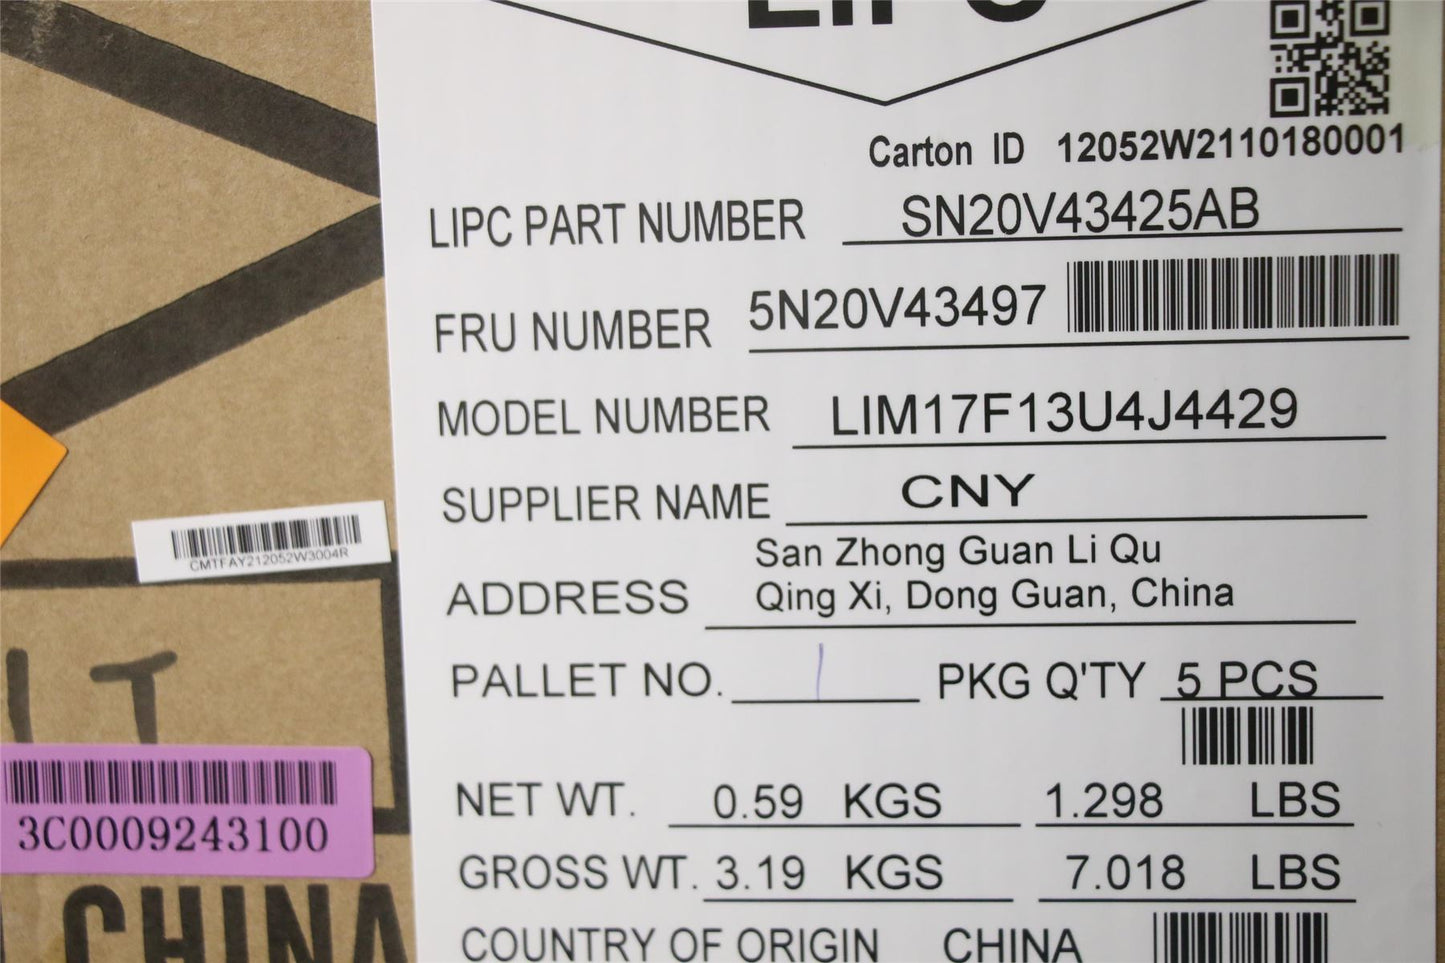 LIPC
Carton ID 12052W2110180001
LIPC PART NUMBER SN20V43425AB
FRU NUMBER 5N20V43497
MODEL NUMBER LIM17F13U4J4429
SUPPLIER NAME CNY
ADDRESS San Zhong Guan Li Qu
Qing Xi, Dong Guan, China
PALLET NO. 1 PKG Q'TY 5 PCS
NET WT. 0.59 KGS 1.298 LBS
GROSS WT. 3.19 KGS 7.018 LBS
COUNTRY OF ORIGIN CHINA
CMTFAY212052W3004R
3C0009243100
CHINA